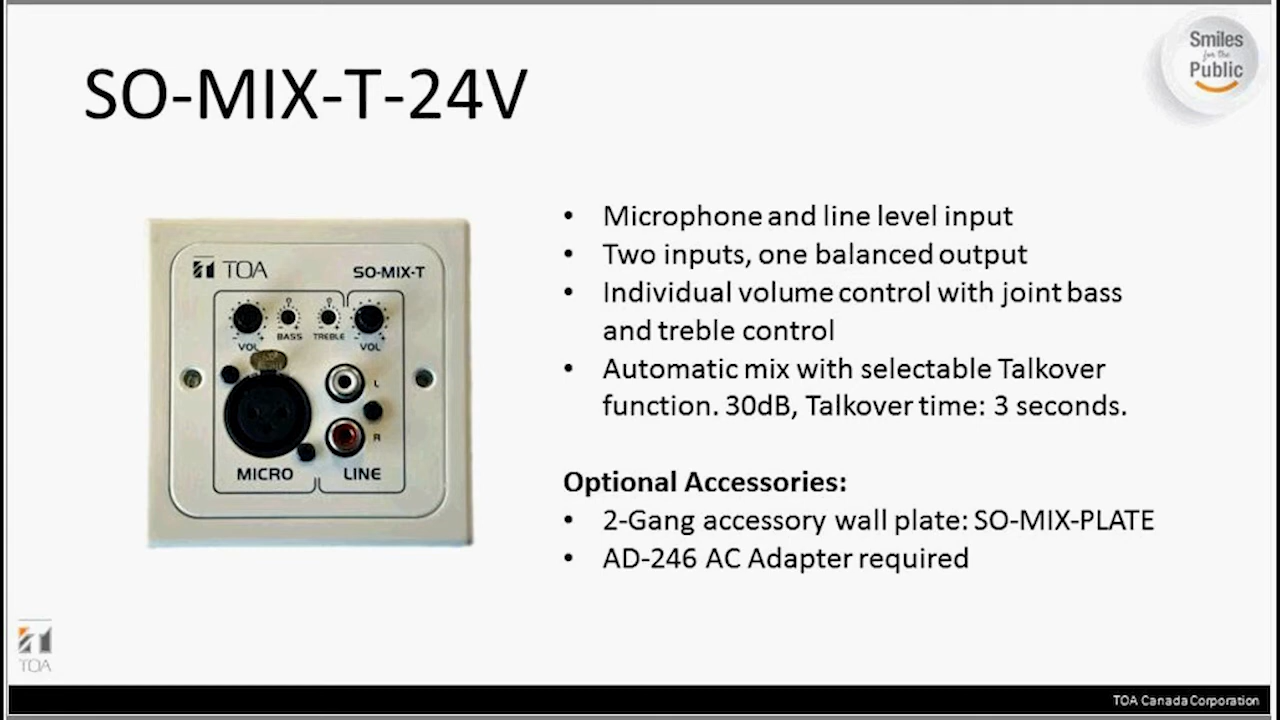 Smiles
for the
Public
SO-MIX-T-24V
TOA
SO-MIX-T
VOL
BASS
TREBLE
VOL
L
R
MICRO
LINE
• Microphone and line level input
• Two inputs, one balanced output
• Individual volume control with joint bass
and treble control
• Automatic mix with selectable Talkover
function. 30dB, Talkover time: 3 seconds.
Optional Accessories:
• 2-Gang accessory wall plate: SO-MIX-PLATE
• AD-246 AC Adapter required
TOA
TOA Canada Corporation